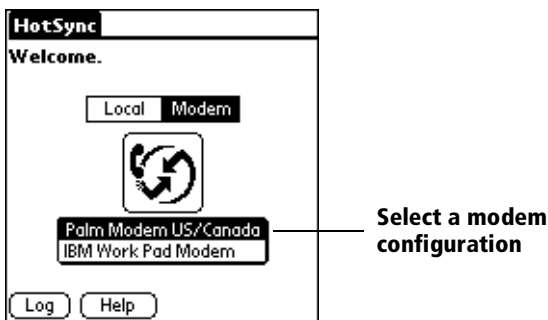 HotSync
Welcome.
Local Modem
Palm Modem US/Canada
IBM Work Pad Modem
Select a modem
configuration
Log Help